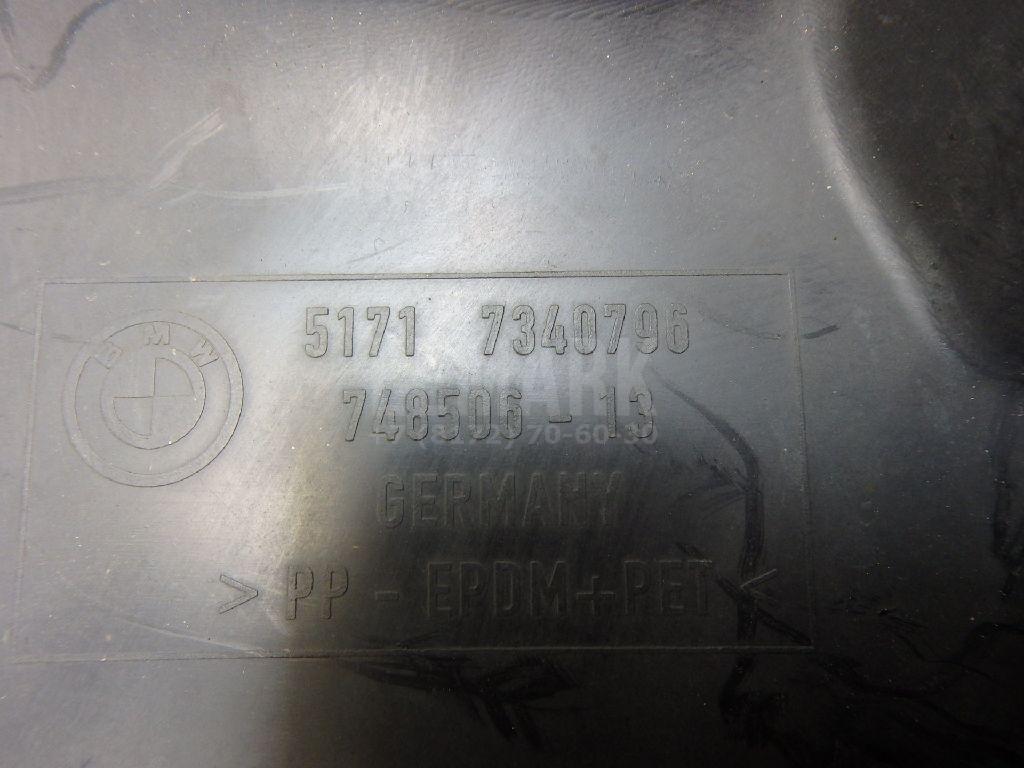 BMW
5171 7340796
748506-13
GERMANY
> PP - EPDM+PET <